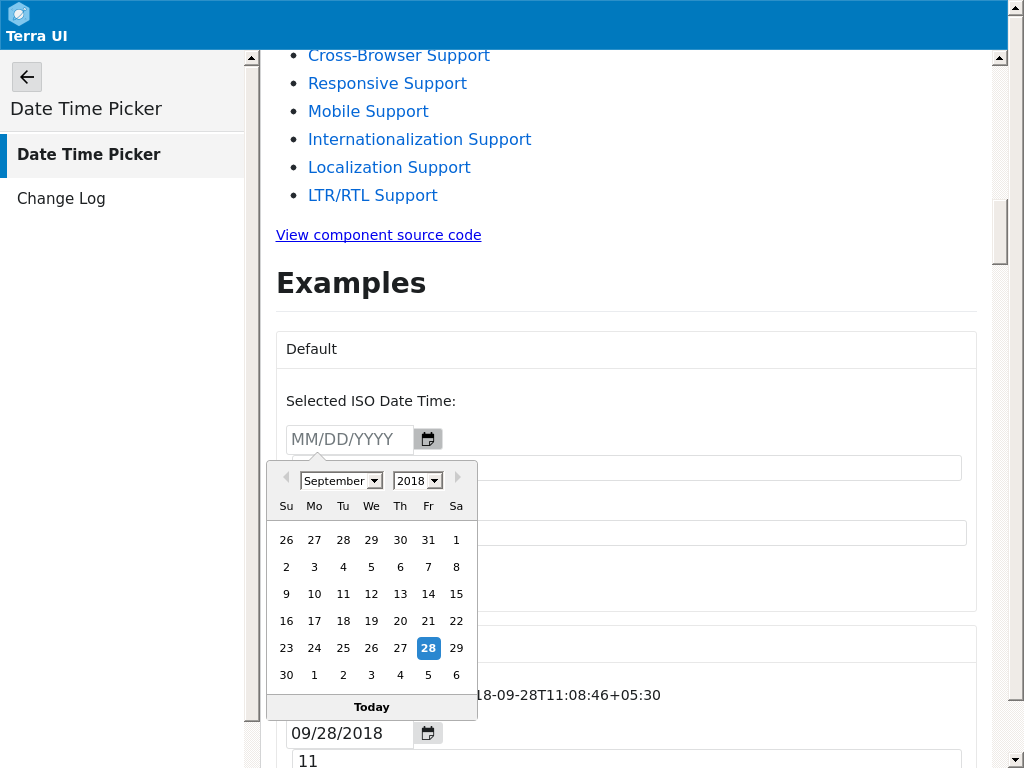 Terra UI
Date Time Picker
Date Time Picker
Change Log
Cross-Browser Support
Responsive Support
Mobile Support
Internationalization Support
Localization Support
LTR/RTL Support
View component source code
Examples
Default
Selected ISO Date Time:
MM/DD/YYYY
September 2018
Su Mo Tu We Th Fr Sa
26 27 28 29 30 31 1
2 3 4 5 6 7 8
9 10 11 12 13 14 15
16 17 18 19 20 21 22
23 24 25 26 27 28 29
30 1 2 3 4 5 6
Today
18-09-28T11:08:46+05:30
09/28/2018
11